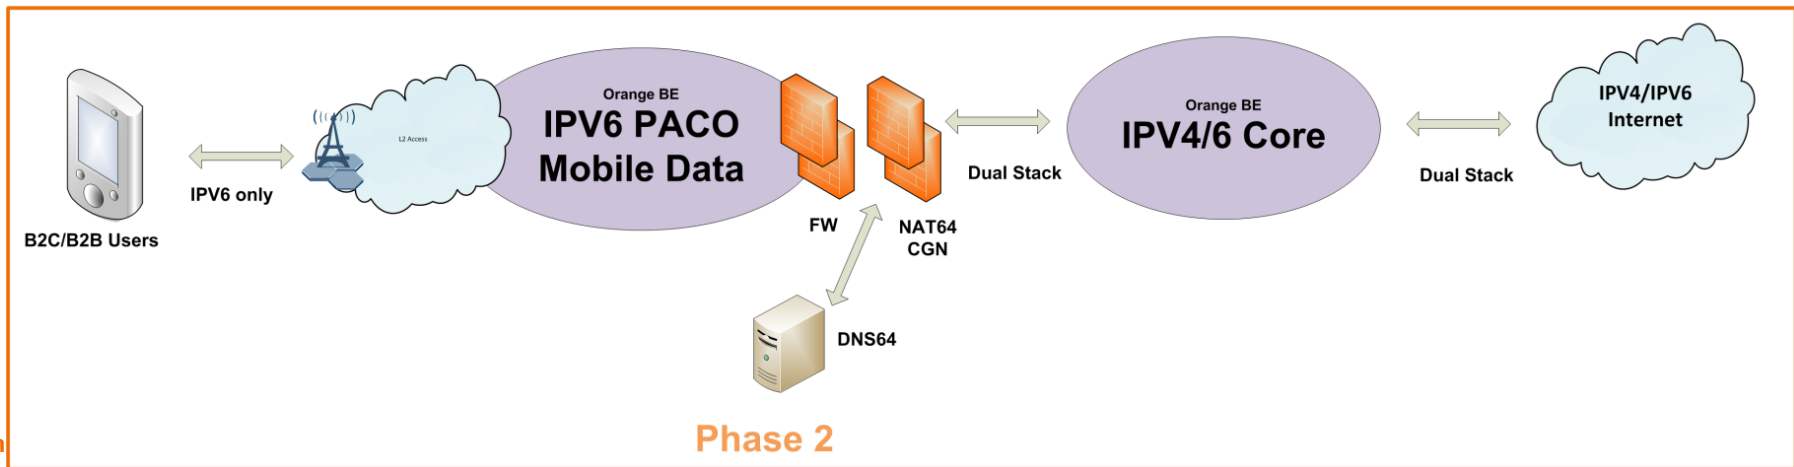 B2C/B2B Users
IPV6 only
L2 Access
Orange BE
IPV6 PACO
Mobile Data
FW
NAT64
CGN
DNS64
Dual Stack
Orange BE
IPV4/6 Core
Dual Stack
IPV4/IPV6
Internet
Phase 2